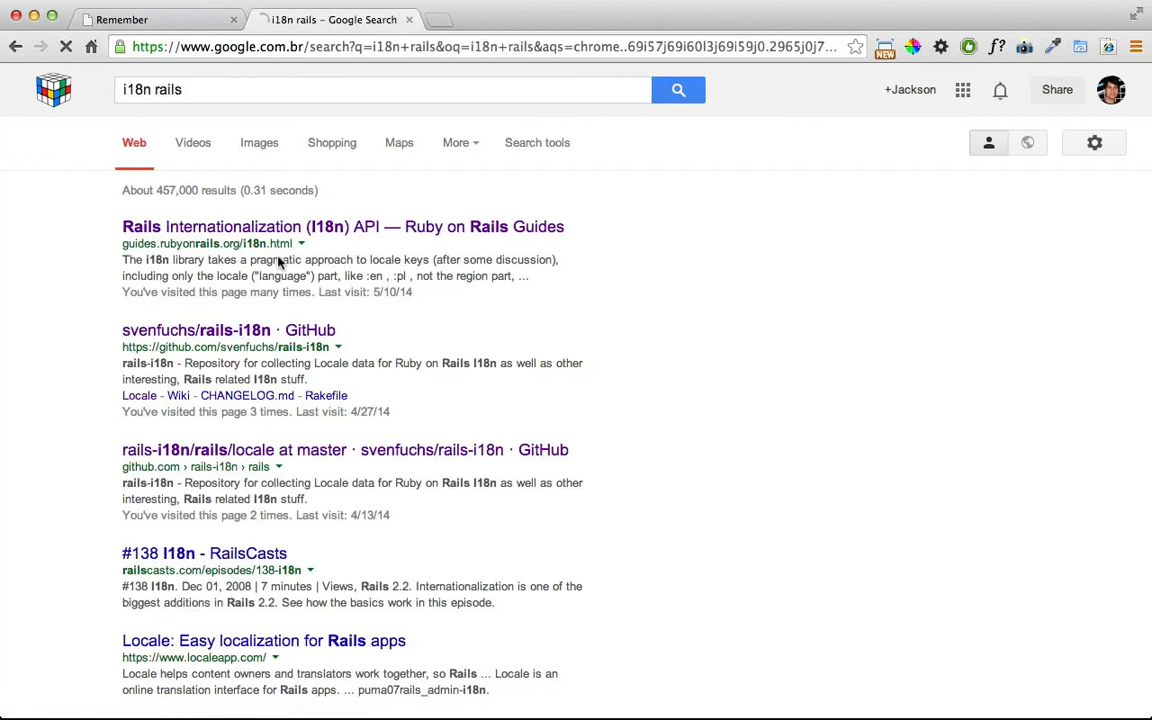 Remember
i18n rails - Google Search
https://www.google.com.br/search?q=i18n+rails&oq=i18n+rails&aqs=chrome..69i57j69i60l3j69i59j0.2965j0j7...
NEW
f?
i18n rails
+Jackson
Share
Web
Videos
Images
Shopping
Maps
More
Search tools
About 457,000 results (0.31 seconds)
Rails Internationalization (I18n) API — Ruby on Rails Guides
guides.rubyonrails.org/i18n.html
The i18n library takes a pragmatic approach to locale keys (after some discussion),
including only the locale ("language") part, like :en , :pl , not the region part, ...
You've visited this page many times. Last visit: 5/10/14
svenfuchs/rails-i18n · GitHub
https://github.com/svenfuchs/rails-i18n
rails-i18n - Repository for collecting Locale data for Ruby on Rails I18n as well as other
interesting, Rails related I18n stuff.
Locale - Wiki - CHANGELOG.md - Rakefile
You've visited this page 3 times. Last visit: 4/27/14
rails-i18n/rails/locale at master · svenfuchs/rails-i18n · GitHub
github.com › rails-i18n › rails
rails-i18n - Repository for collecting Locale data for Ruby on Rails I18n as well as other
interesting, Rails related I18n stuff.
You've visited this page 2 times. Last visit: 4/13/14
#138 I18n - RailsCasts
railscasts.com/episodes/138-i18n
#138 I18n. Dec 01, 2008 | 7 minutes | Views, Rails 2.2. Internationalization is one of the
biggest additions in Rails 2.2. See how the basics work in this episode.
Locale: Easy localization for Rails apps
https://www.localeapp.com/
Locale helps content owners and translators work together, so Rails ... Locale is an
online translation interface for Rails apps. ... puma07rails_admin-i18n.